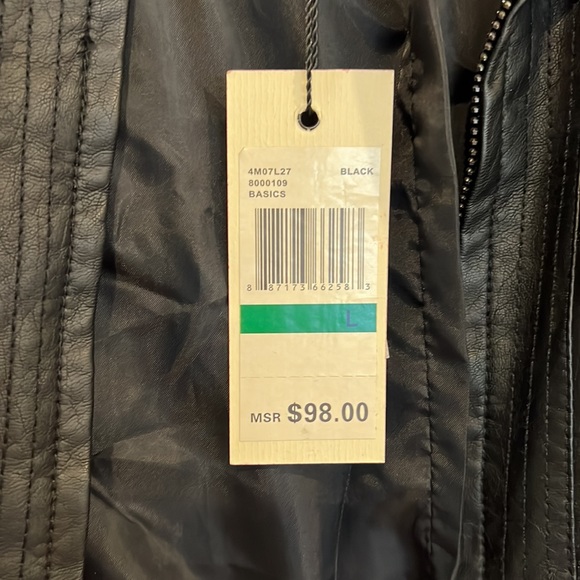 4M07L27 BLACK
8000109
BASICS
8 87173 66258 3
L
MSR $98.00